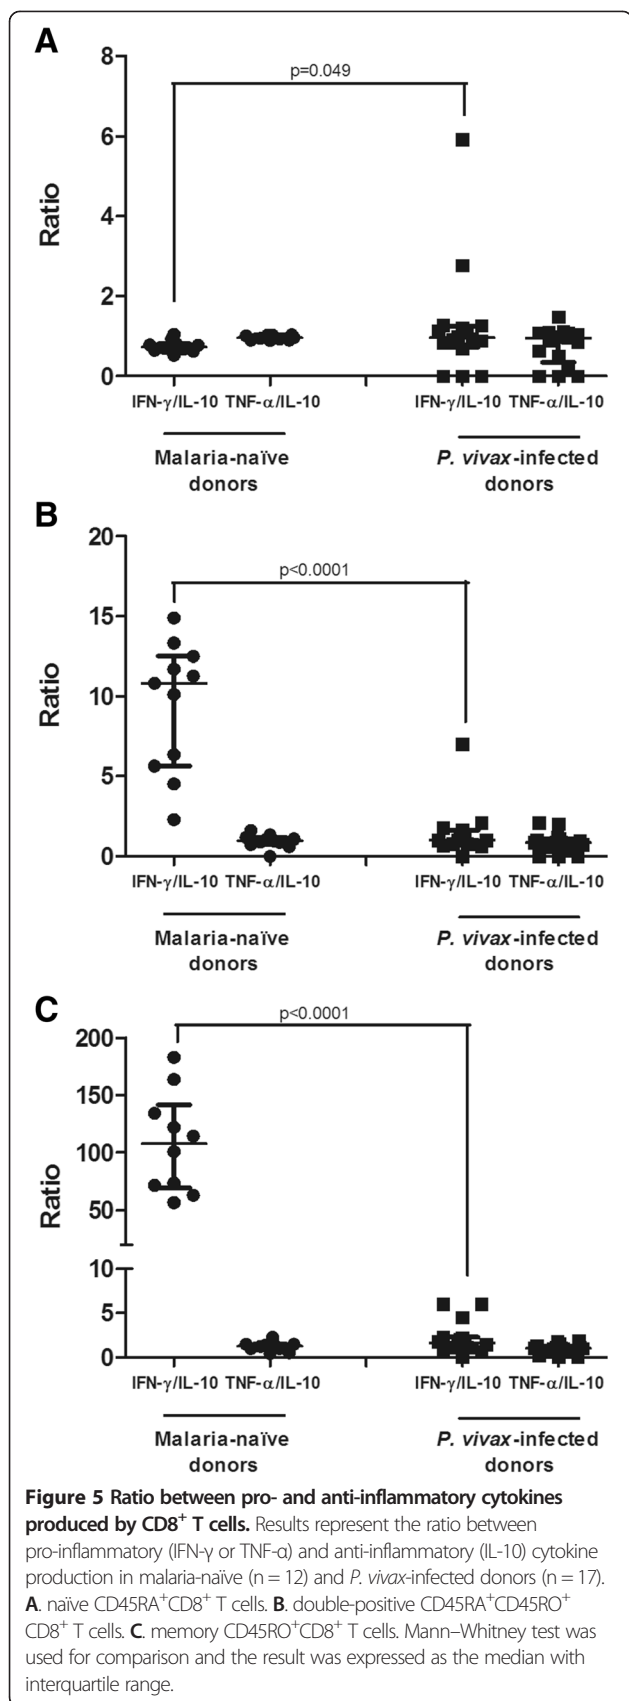 A
8
p=0.049
6
4
2
0
Ratio
IFN-γ/IL-10 TNF-α/IL-10 IFN-γ/IL-10 TNF-α/IL-10
Malaria-naïve donors
P. vivax-infected donors
B
20
p<0.0001
15
10
5
0
Ratio
IFN-γ/IL-10 TNF-α/IL-10 IFN-γ/IL-10 TNF-α/IL-10
Malaria-naïve donors
P. vivax-infected donors
C
p<0.0001
200
150
100
50
10
5
0
Ratio
IFN-γ/IL-10 TNF-α/IL-10 IFN-γ/IL-10 TNF-α/IL-10
Malaria-naïve donors
P. vivax-infected donors
Figure 5 Ratio between pro- and anti-inflammatory cytokines
produced by CD8⁺ T cells. Results represent the ratio between
pro-inflammatory (IFN-γ or TNF-α) and anti-inflammatory (IL-10) cytokine
production in malaria-naïve (n = 12) and P. vivax-infected donors (n = 17).
A. naïve CD45RA⁺CD8⁺ T cells. B. double-positive CD45RA⁺CD45RO⁺
CD8⁺ T cells. C. memory CD45RO⁺CD8⁺ T cells. Mann–Whitney test was
used for comparison and the result was expressed as the median with
interquartile range.